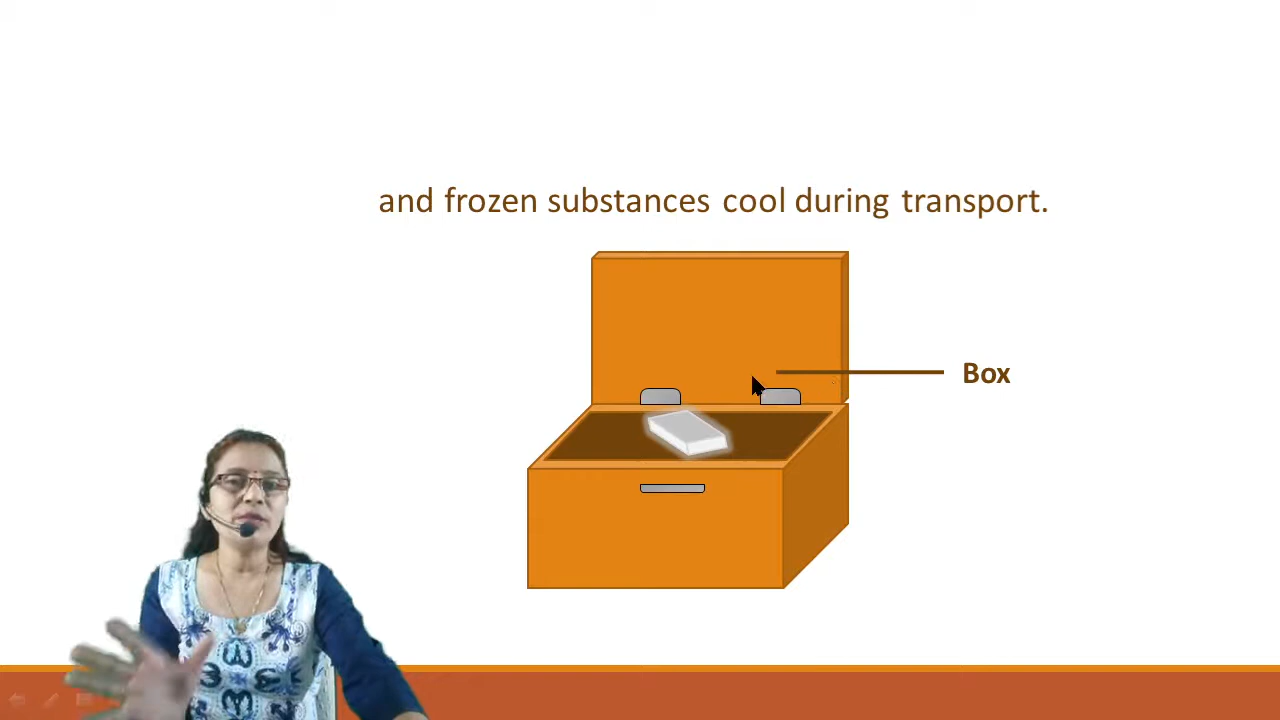 and frozen substances cool during transport.
Box